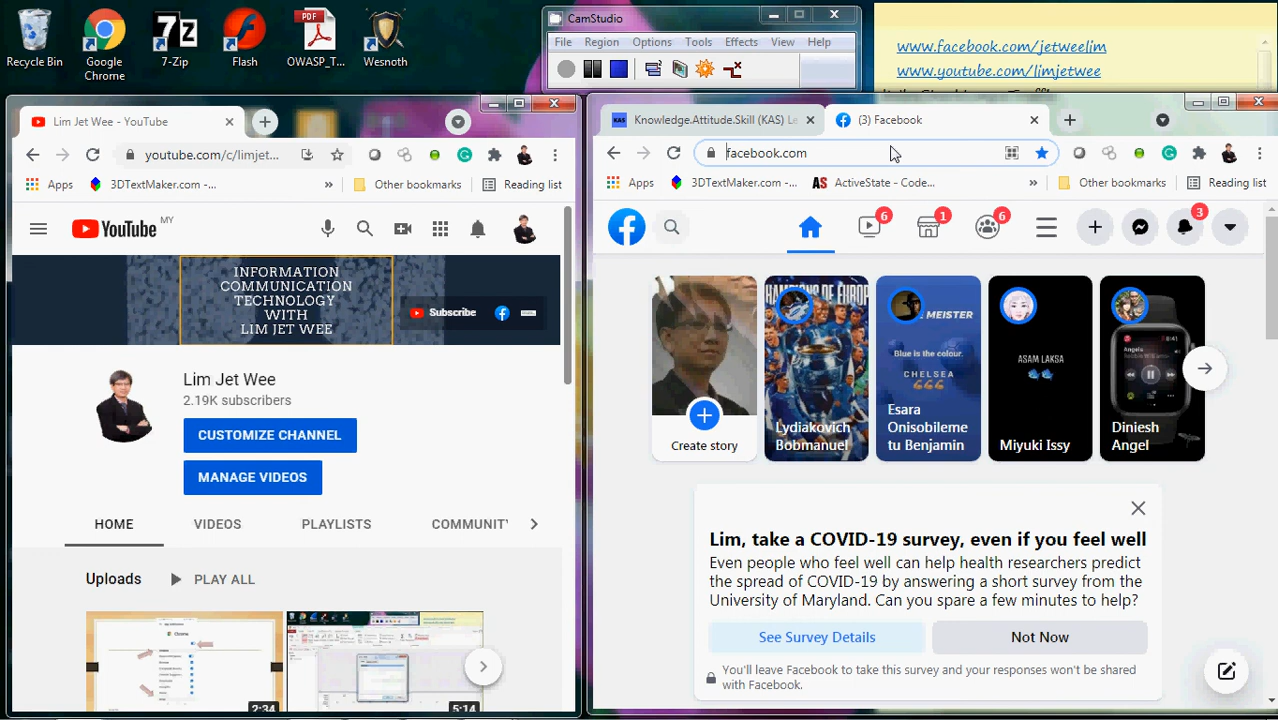 Recycle Bin
Google
Chrome
7z
7-Zip
Flash
PDF
OWASP_T...
Wesnoth
CamStudio
File Region Options Tools Effects View Help
www.facebook.com/jetweelim
www.youtube.com/limjetwee
Lim Jet Wee - YouTube
youtube.com/c/limjet...
Apps 3DTextMaker.com -... » Other bookmarks Reading list
YouTube MY
INFORMATION
COMMUNICATION
TECHNOLOGY
WITH
LIM JET WEE
Subscribe
Lim Jet Wee
2.19K subscribers
CUSTOMIZE CHANNEL
MANAGE VIDEOS
HOME VIDEOS PLAYLISTS COMMUNITY
Uploads PLAY ALL
Chrome
2:34
5:14
KAS Knowledge.Attitude.Skill (KAS) Le
(3) Facebook
facebook.com
Apps 3DTextMaker.com -... AS ActiveState - Code... » Other bookmarks Reading list
6 1 6 3
Create story
CHAMPIONS OF EUROP
Lydiakovich
Bobmanuel
MEISTER
Blue is the colour.
CHELSEA
Esara
Onisobileme
tu Benjamin
ASAM LAKSA
Miyuki Issy
Angela
Diniesh
Angel
Lim, take a COVID-19 survey, even if you feel well
Even people who feel well can help health researchers predict
the spread of COVID-19 by answering a short survey from the
University of Maryland. Can you spare a few minutes to help?
See Survey Details
Not Now
You'll leave Facebook to take this survey and your responses won't be shared
with Facebook.